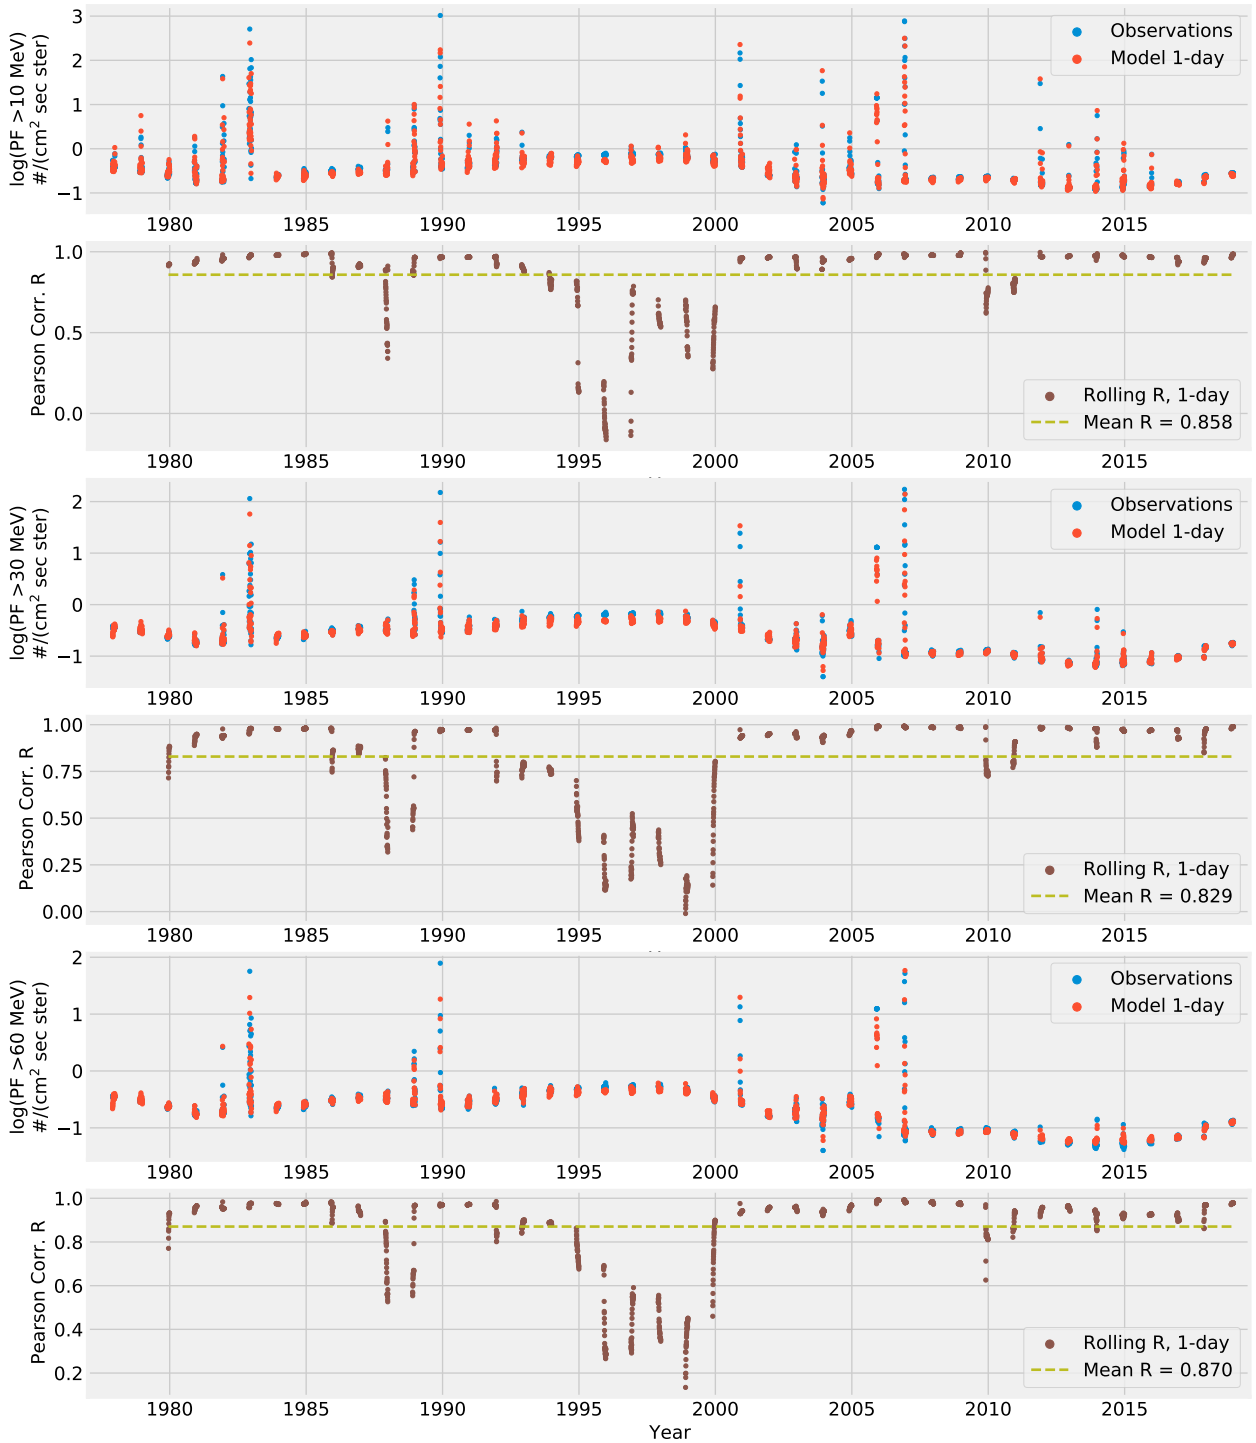 log(PF >10 MeV)
#/(cm² sec ster)
3
2
1
0
−1
Observations
Model 1-day
1980 1985 1990 1995 2000 2005 2010 2015
Pearson Corr. R
1.0
0.5
0.0
Rolling R, 1-day
Mean R = 0.858
1980 1985 1990 1995 2000 2005 2010 2015
log(PF >30 MeV)
#/(cm² sec ster)
2
1
0
−1
Observations
Model 1-day
1980 1985 1990 1995 2000 2005 2010 2015
Pearson Corr. R
1.00
0.75
0.50
0.25
0.00
Rolling R, 1-day
Mean R = 0.829
1980 1985 1990 1995 2000 2005 2010 2015
log(PF >60 MeV)
#/(cm² sec ster)
2
1
0
−1
Observations
Model 1-day
1980 1985 1990 1995 2000 2005 2010 2015
Pearson Corr. R
1.0
0.8
0.6
0.4
0.2
Rolling R, 1-day
Mean R = 0.870
1980 1985 1990 1995 2000 2005 2010 2015
Year